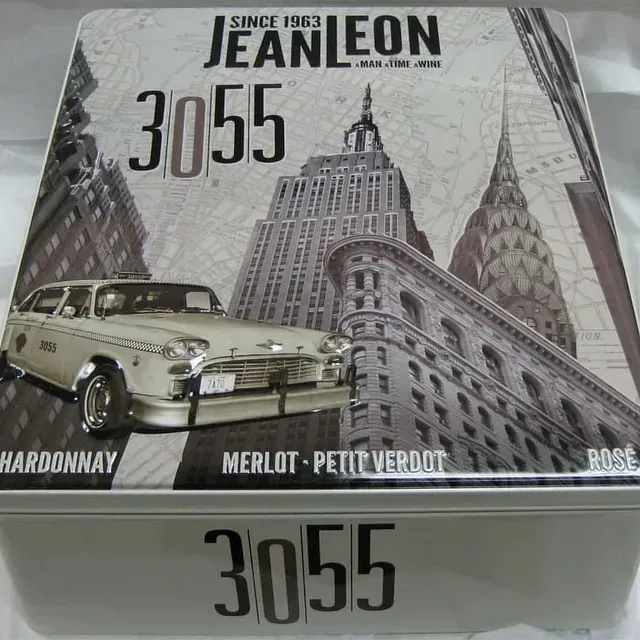 SINCE 1963
JEANLEON
A MAN A TIME A WINE
3055
3055
HARDONNAY
MERLOT · PETIT VERDOT
ROSÉ
3055